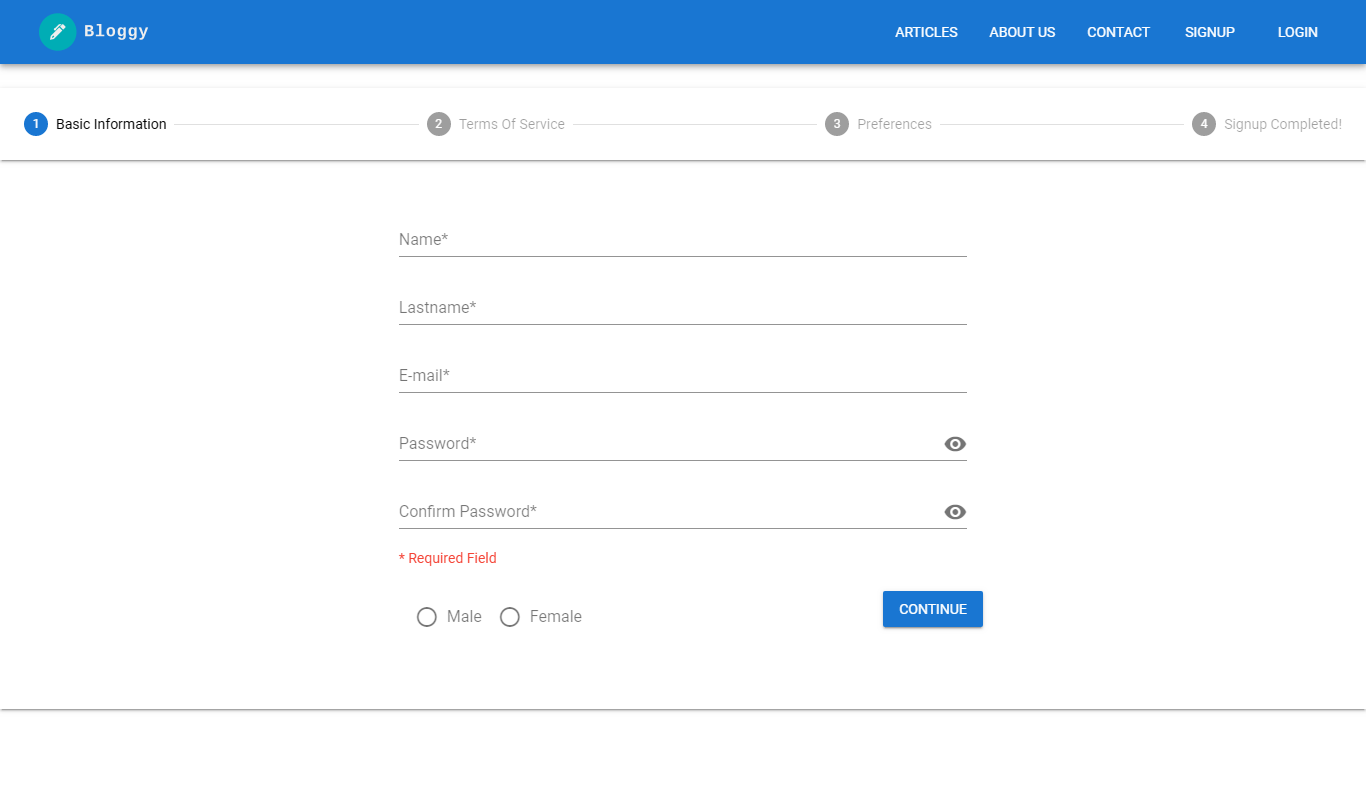 Bloggy ARTICLES ABOUT US CONTACT SIGNUP LOGIN
1 Basic Information 2 Terms Of Service 3 Preferences 4 Signup Completed!
Name*
Lastname*
E-mail*
Password*
Confirm Password*
* Required Field
Male Female CONTINUE